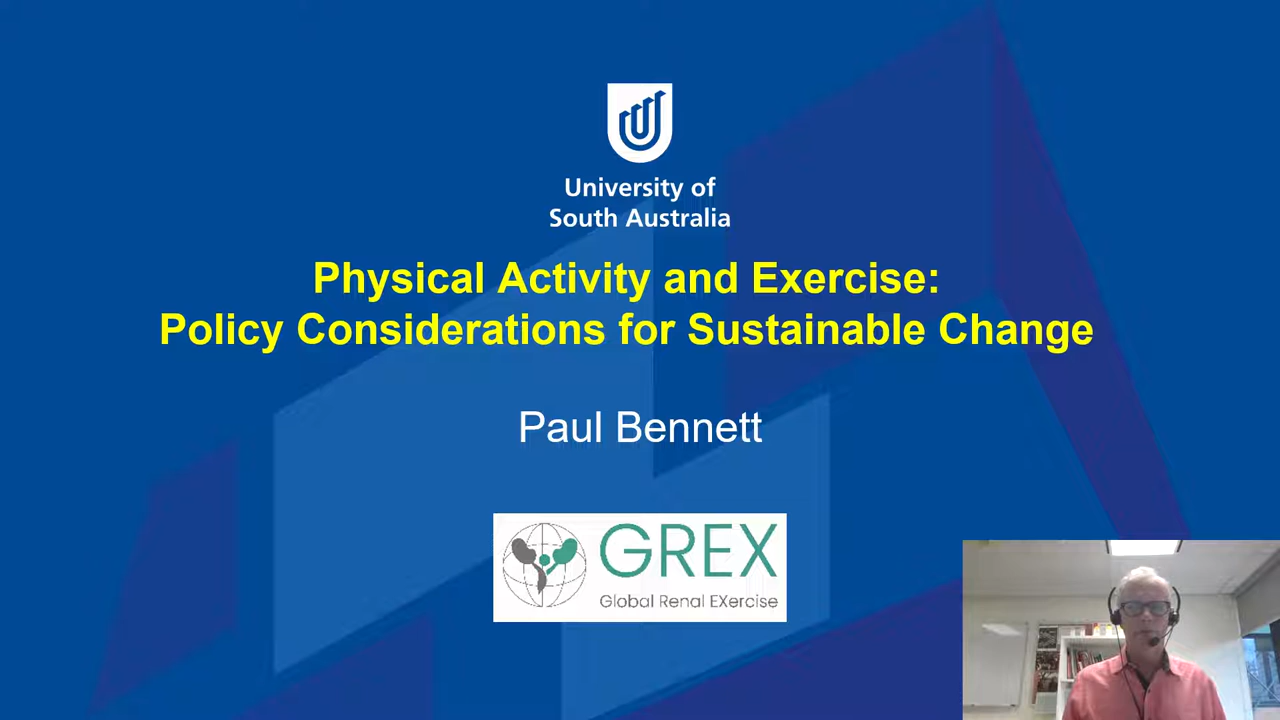 University of
South Australia
Physical Activity and Exercise:
Policy Considerations for Sustainable Change
Paul Bennett
GREX
Global Renal EXercise